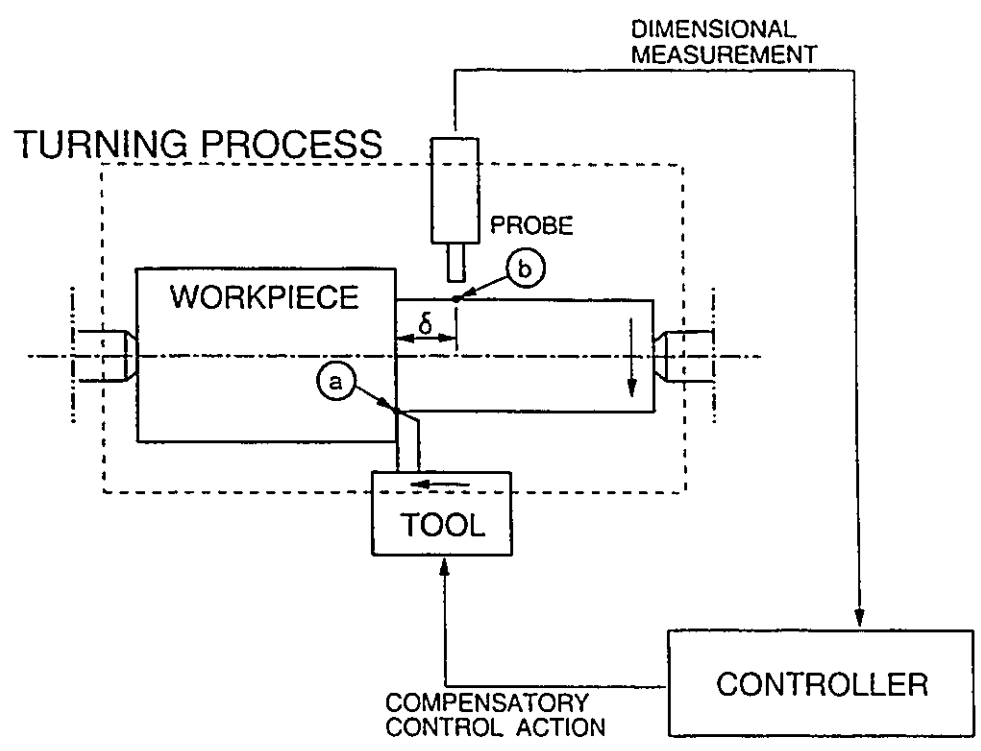 DIMENSIONAL
MEASUREMENT
TURNING PROCESS
PROBE
b
WORKPIECE
δ
a
TOOL
CONTROLLER
COMPENSATORY
CONTROL ACTION